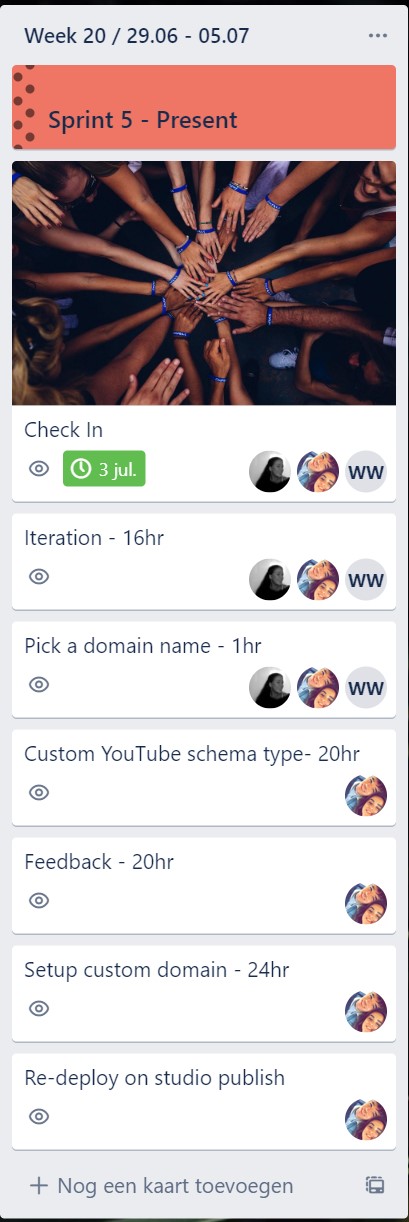 Week 20 / 29.06 - 05.07
Sprint 5 - Present
Check In
3 jul.
WW
Iteration - 16hr
WW
Pick a domain name - 1hr
WW
Custom YouTube schema type- 20hr
Feedback - 20hr
Setup custom domain - 24hr
Re-deploy on studio publish
Nog een kaart toevoegen